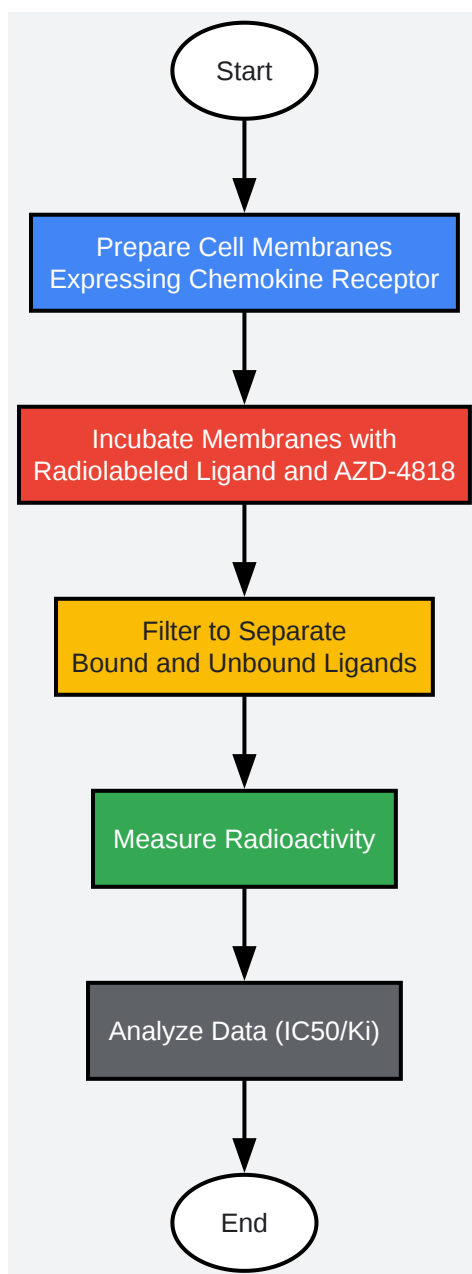 Start
Prepare Cell Membranes
Expressing Chemokine Receptor
Incubate Membranes with
Radiolabeled Ligand and AZD-4818
Filter to Separate
Bound and Unbound Ligands
Measure Radioactivity
Analyze Data (IC50/Ki)
End